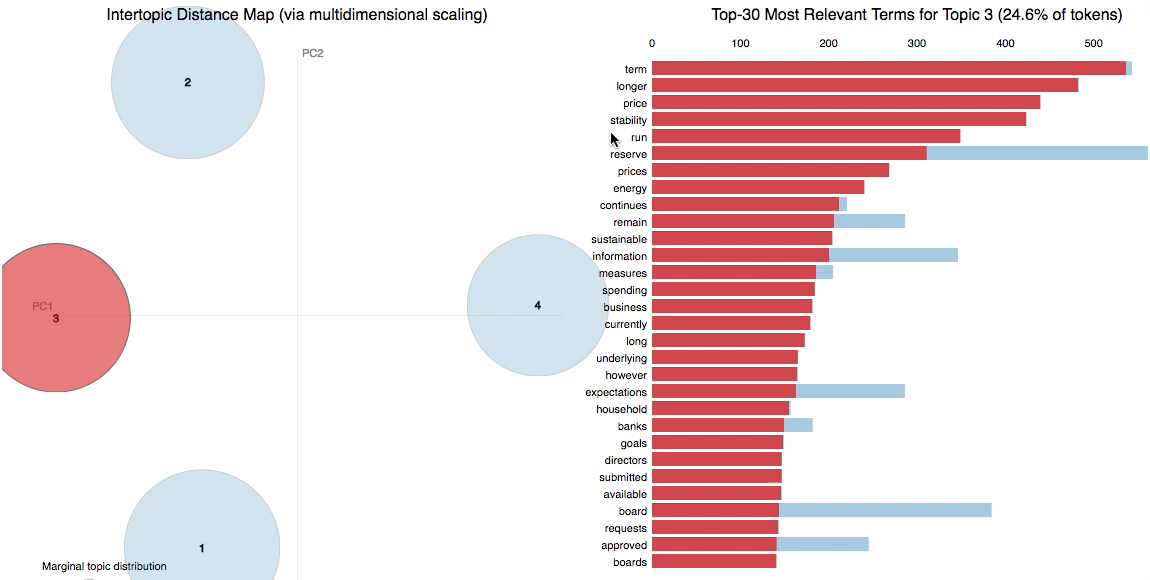 Intertopic Distance Map (via multidimensional scaling)
PC2
2
PC1
3
4
1
Marginal topic distribution
Top-30 Most Relevant Terms for Topic 3 (24.6% of tokens)
0 100 200 300 400 500
term
longer
price
stability
run
reserve
prices
energy
continues
remain
sustainable
information
measures
spending
business
currently
long
underlying
however
expectations
household
banks
goals
directors
submitted
available
board
requests
approved
boards